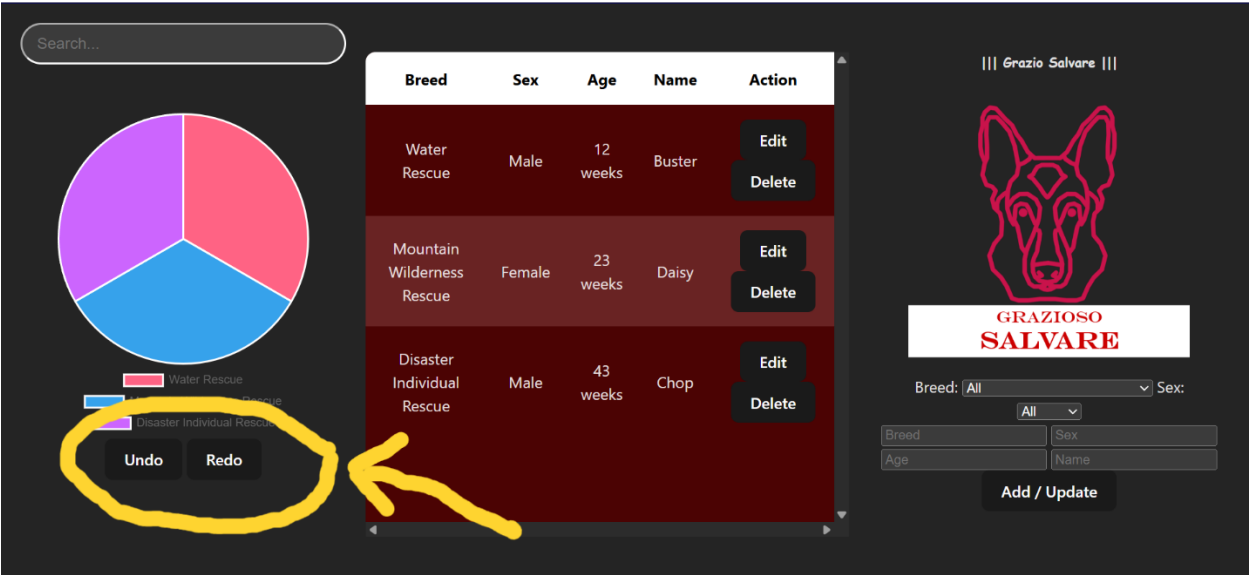 Search...
Water Rescue
Rescue
Disaster Individual Rescue
Undo Redo
Breed Sex Age Name Action
Water Rescue Male 12 weeks Buster Edit Delete
Mountain Wilderness Rescue Female 23 weeks Daisy Edit Delete
Disaster Individual Rescue Male 43 weeks Chop Edit Delete
||| Grazio Salvare |||
GRAZIOSO
SALVARE
Breed: All Sex:
All
Breed Sex
Age Name
Add / Update